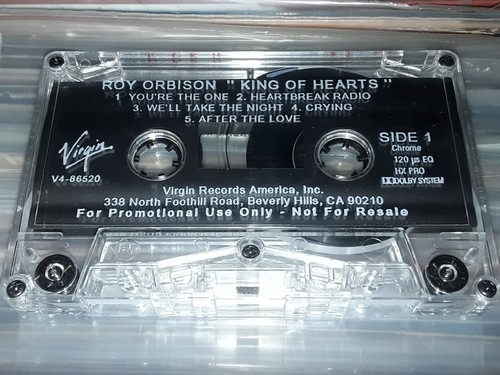 ROY ORBISON " KING OF HEARTS "
1 YOU'RE THE ONE 2. HEARTBREAK RADIO
3. WE'LL TAKE THE NIGHT 4. CRYING
5. AFTER THE LOVE
Virgin
V4-86520
SIDE 1
Chrome
120 µs EQ
HX PRO
DOLBY SYSTEM
Virgin Records America, Inc.
338 North Foothill Road, Beverly Hills, CA 90210
For Promotional Use Only - Not For Resale